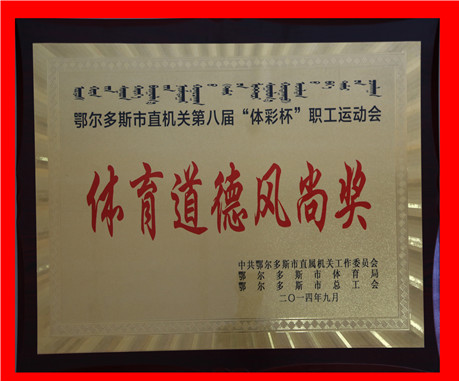 鄂尔多斯市直机关第八届“体彩杯”职工运动会
体育道德风尚奖
中共鄂尔多斯市直属机关工作委员会
鄂尔多斯市体育局
鄂尔多斯市总工会
二〇一四年九月